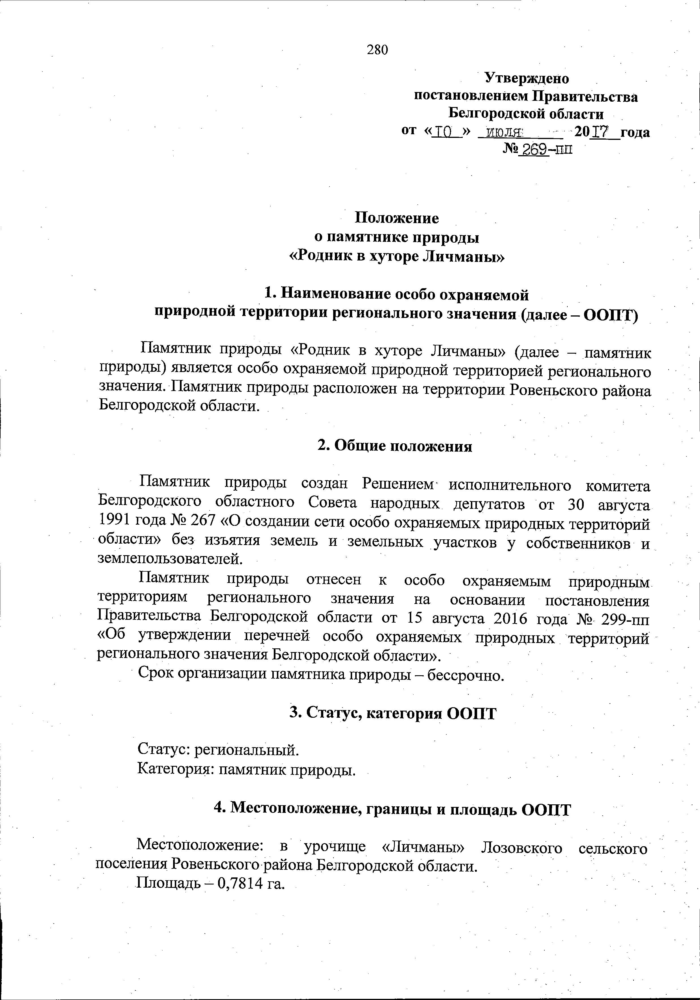 280
Утверждено
постановлением Правительства
Белгородской области
от «10» июля 2017 года
№ 269-пп
Положение
о памятнике природы
«Родник в хуторе Личманы»
1. Наименование особо охраняемой
природной территории регионального значения (далее – ООПТ)
Памятник природы «Родник в хуторе Личманы» (далее – памятник
природы) является особо охраняемой природной территорией регионального
значения. Памятник природы расположен на территории Ровеньского района
Белгородской области.
2. Общие положения
Памятник природы создан Решением исполнительного комитета
Белгородского областного Совета народных депутатов от 30 августа
1991 года № 267 «О создании сети особо охраняемых природных территорий
области» без изъятия земель и земельных участков у собственников и
землепользователей.
Памятник природы отнесен к особо охраняемым природным
территориям регионального значения на основании постановления
Правительства Белгородской области от 15 августа 2016 года № 299-пп
«Об утверждении перечней особо охраняемых природных территорий
регионального значения Белгородской области».
Срок организации памятника природы – бессрочно.
3. Статус, категория ООПТ
Статус: региональный.
Категория: памятник природы.
4. Местоположение, границы и площадь ООПТ
Местоположение: в урочище «Личманы» Лозовского сельского
поселения Ровеньского района Белгородской области.
Площадь – 0,7814 га.